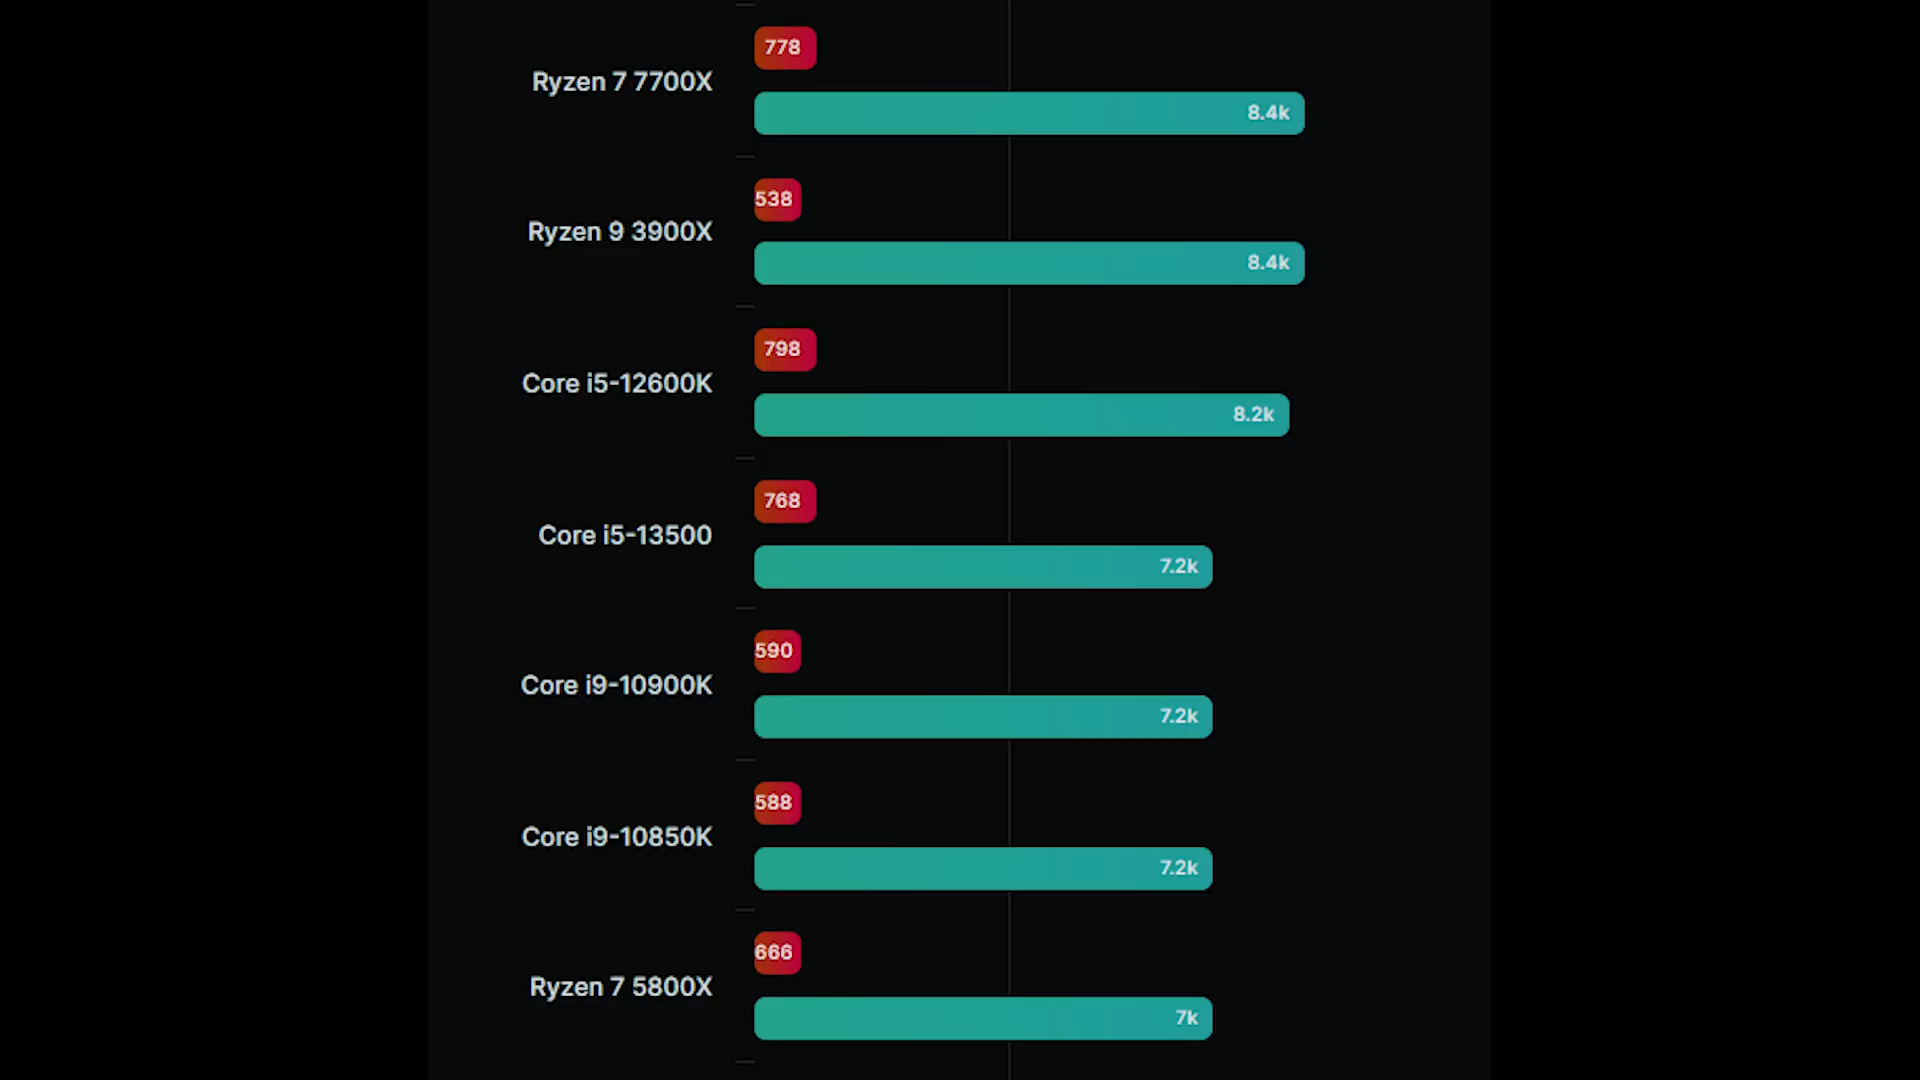 778
Ryzen 7 7700X
8.4k
538
Ryzen 9 3900X
8.4k
798
Core i5-12600K
8.2k
768
Core i5-13500
7.2k
590
Core i9-10900K
7.2k
588
Core i9-10850K
7.2k
666
Ryzen 7 5800X
7k